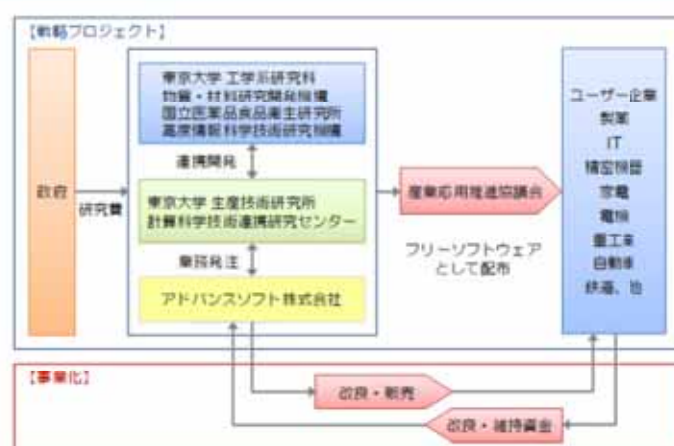 【戦略プロジェクト】
政府
研究費
東京大学 工学系研究科
物質・材料研究開発機構
国立医薬品食品衛生研究所
高度情報科学技術研究機構
連携開発
東京大学 生産技術研究所
計算科学技術連携研究センター
業務発注
アドバンスソフト株式会社
産業応用推進協議会
フリーソフトウェア
として配布
ユーザー企業
製薬
IT
精密機器
家電
電機
重工業
自動車
鉄道、他
【事業化】
改良・販売
改良・維持資金